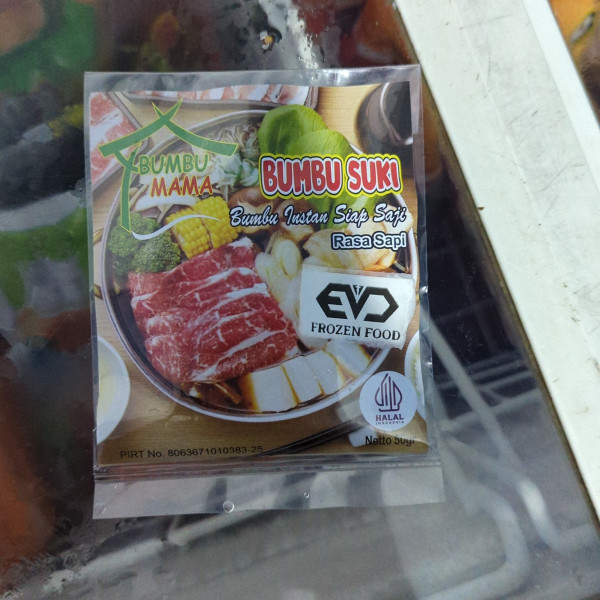 BUMBU
MAMA
BUMBU SUKI
Bumbu Instan Siap Saji
Rasa Sapi
EVD
FROZEN FOOD
HALAL
INDONESIA
Netto 50gr
PIRT No. 8063671010383-25